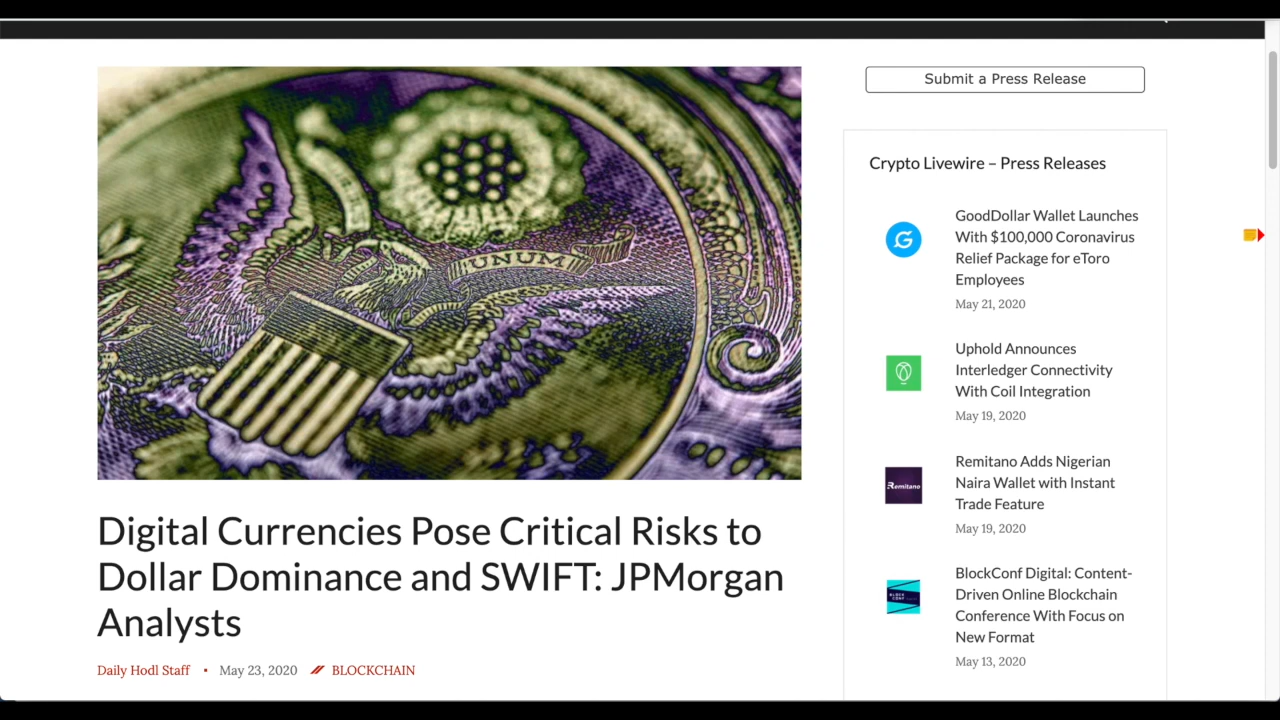 UNUM
Digital Currencies Pose Critical Risks to
Dollar Dominance and SWIFT: JPMorgan
Analysts
Daily Hodl Staff
May 23, 2020
BLOCKCHAIN
Submit a Press Release
Crypto Livewire – Press Releases
GoodDollar Wallet Launches
With $100,000 Coronavirus
Relief Package for eToro
Employees
May 21, 2020
Uphold Announces
Interledger Connectivity
With Coil Integration
May 19, 2020
Remitano
Remitano Adds Nigerian
Naira Wallet with Instant
Trade Feature
May 19, 2020
BLOCK
CONF
BlockConf Digital: Content-
Driven Online Blockchain
Conference With Focus on
New Format
May 13, 2020